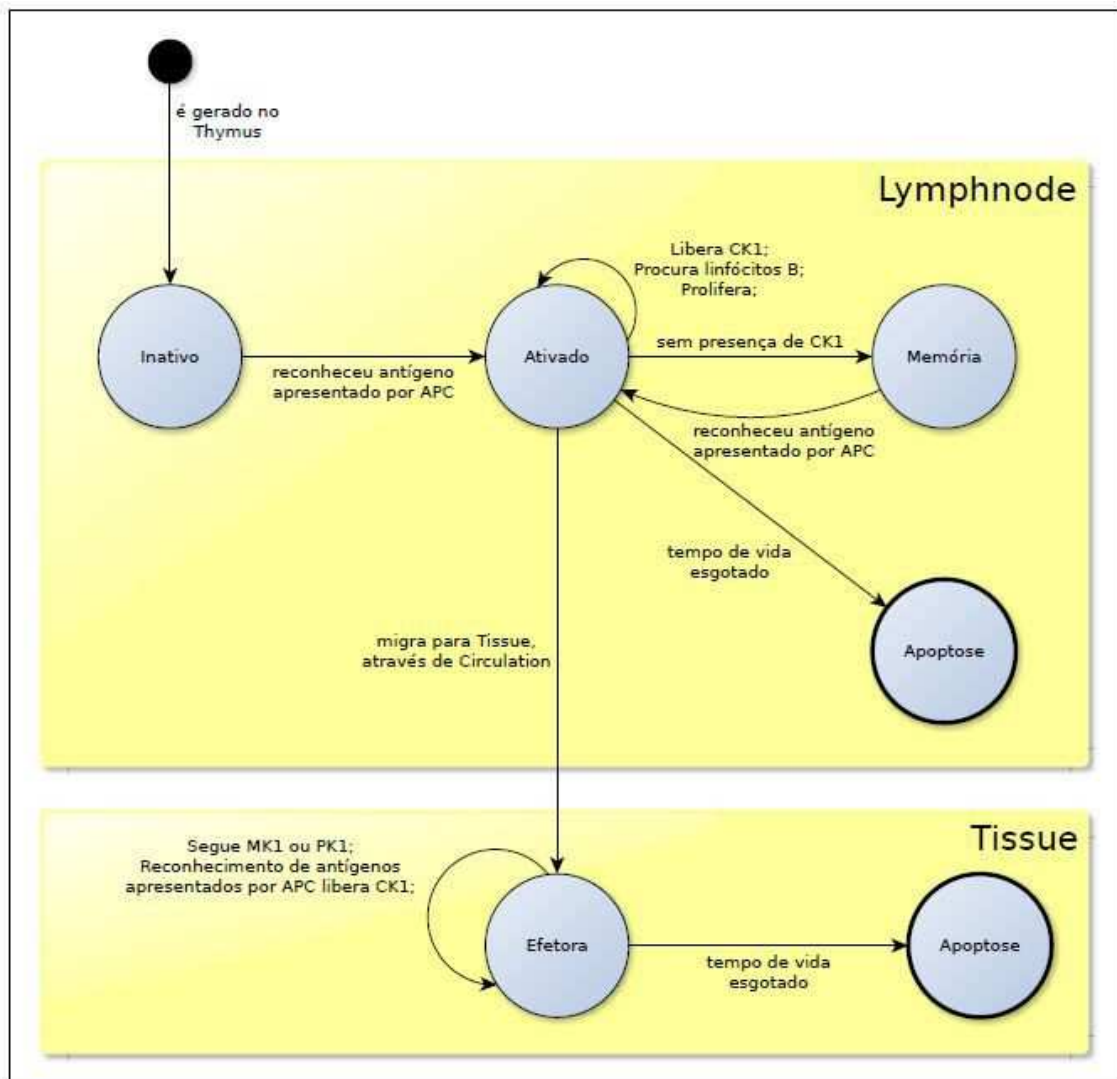 é gerado no
Thymus
Lymphnode
Libera CK1;
Procura linfócitos B;
Prolifera;
Inativo
Ativado
sem presença de CK1
Memória
reconheceu antígeno
apresentado por APC
reconheceu antígeno
apresentado por APC
tempo de vida
esgotado
Apoptose
migra para Tissue,
através de Circulation
Tissue
Segue MK1 ou PK1;
Reconhecimento de antígenos
apresentados por APC libera CK1;
Efetora
tempo de vida
esgotado
Apoptose